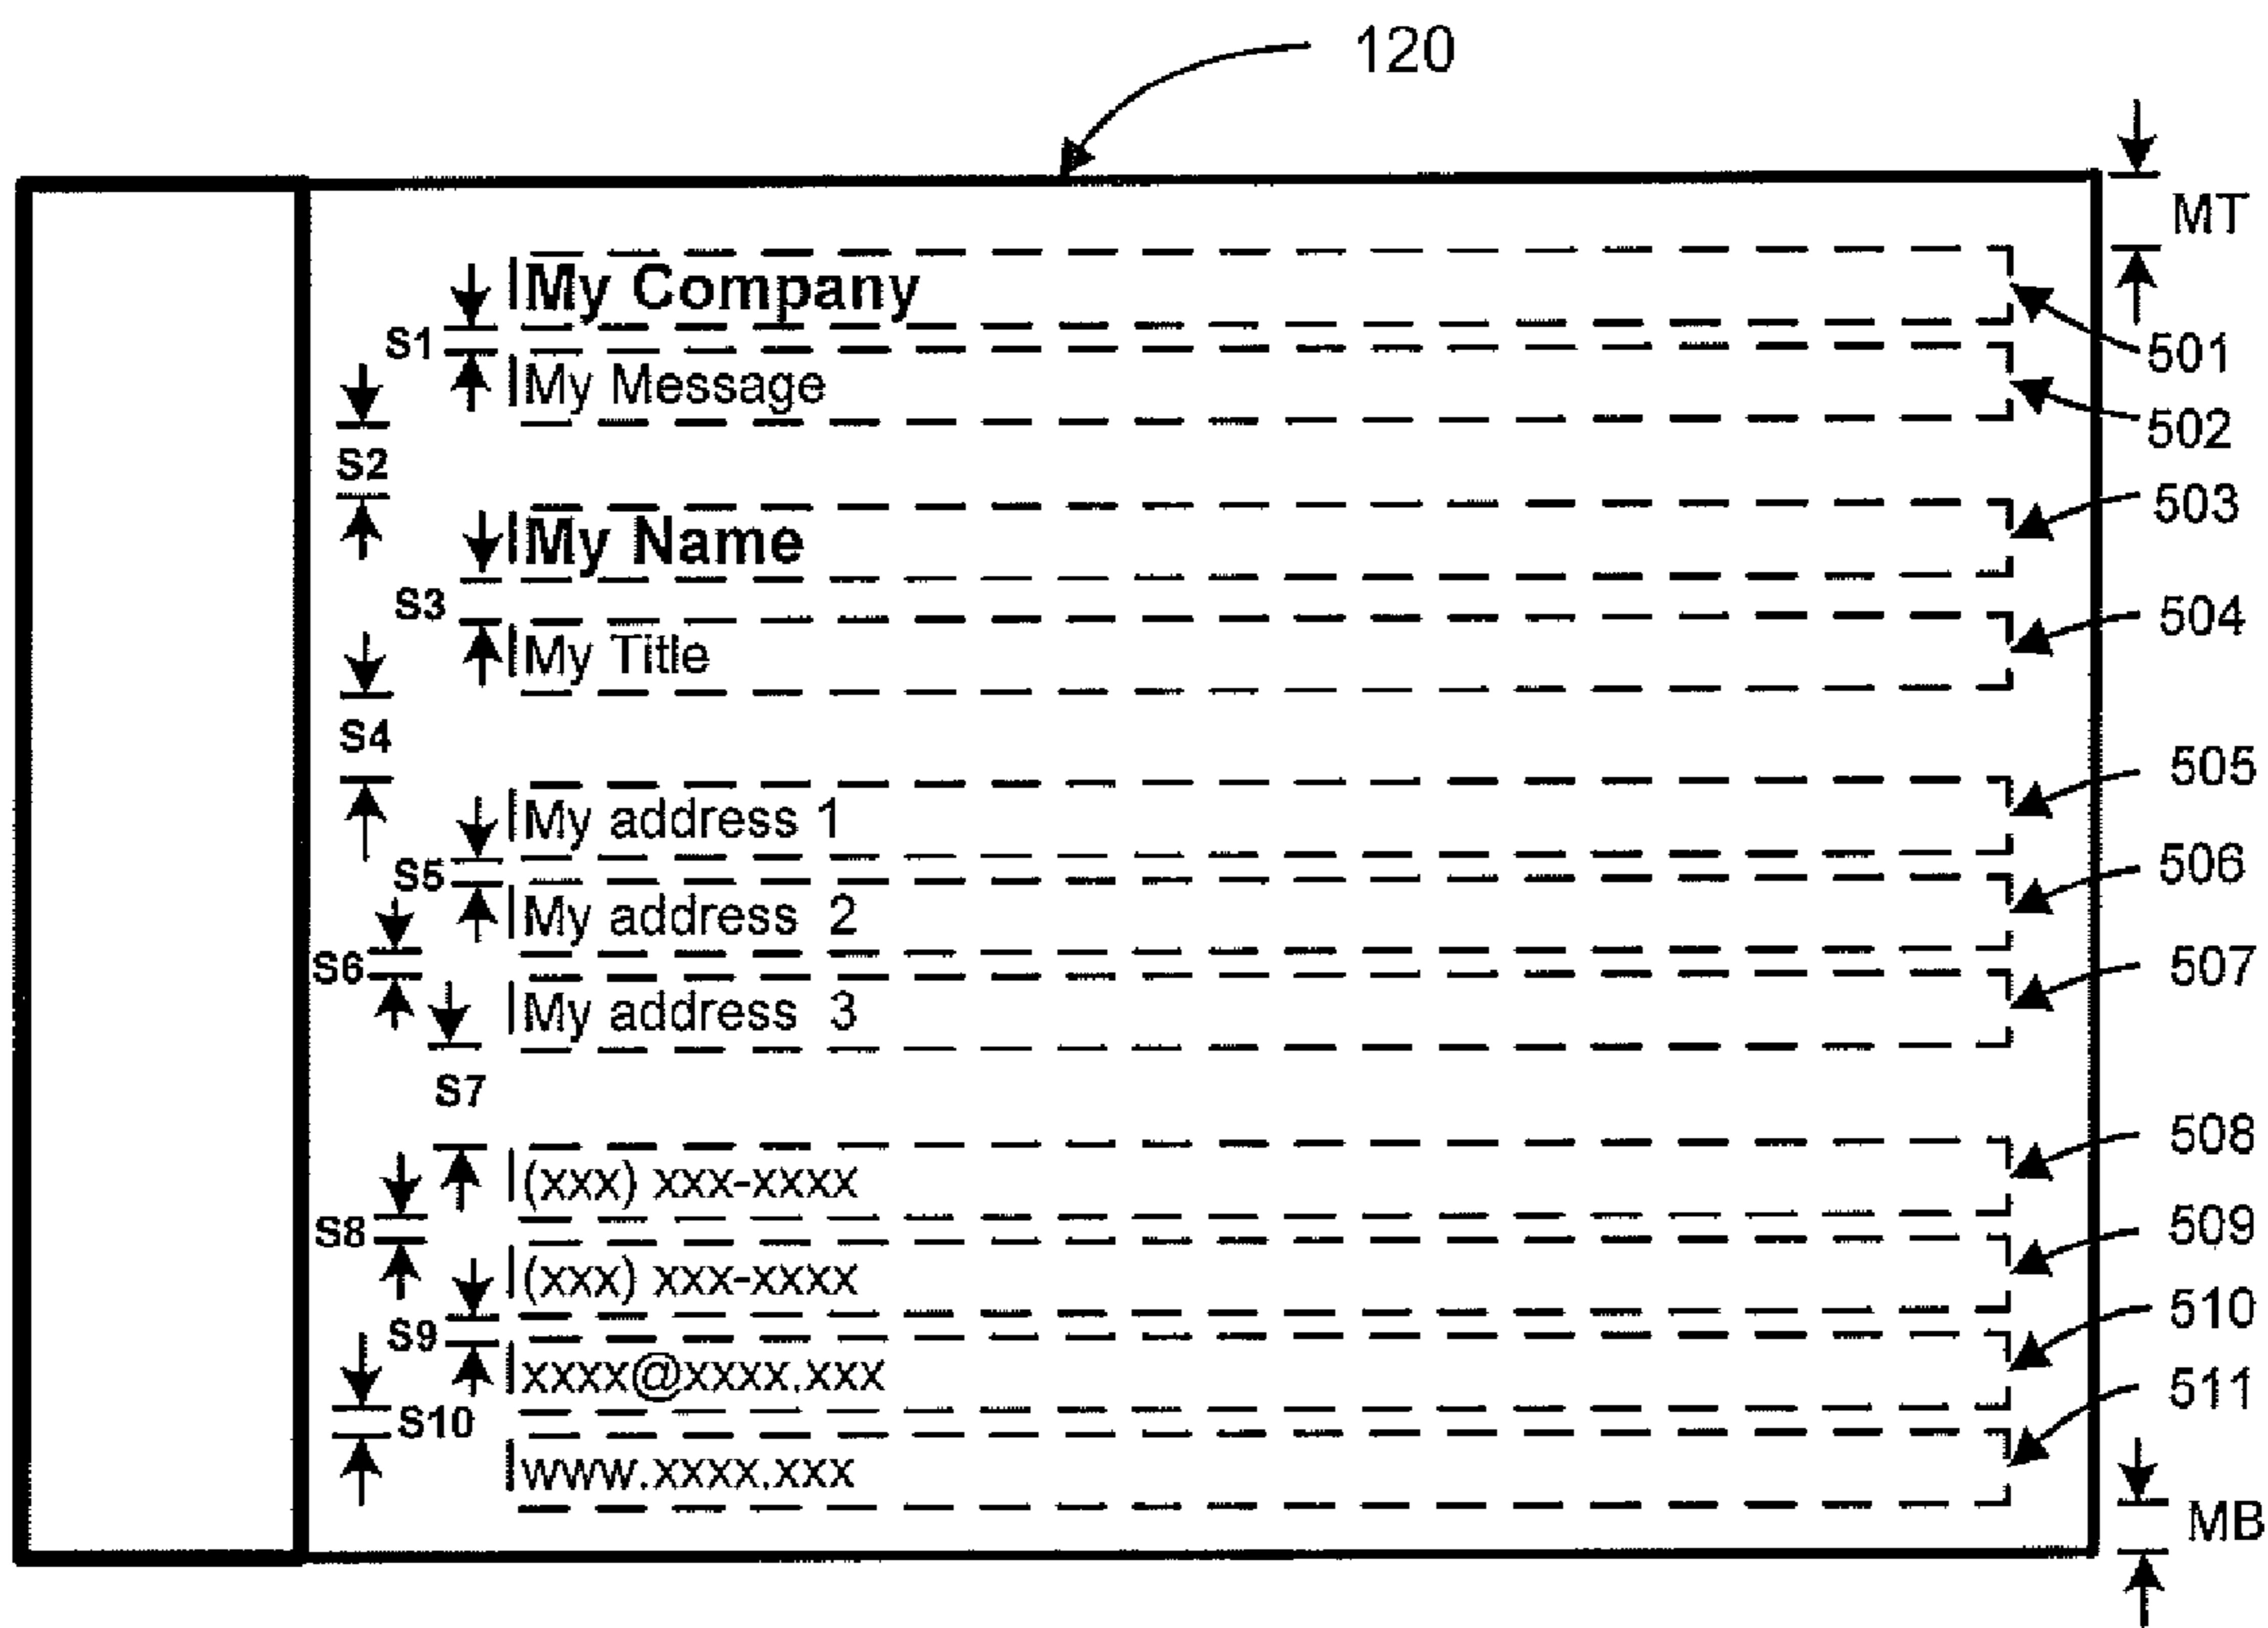 120
MT
My Company
S1
501
My Message
502
S2
503
My Name
S3
504
My Title
S4
505
My address 1
S5
506
My address 2
S6
507
My address 3
S7
508
(xxx) xxx-xxxx
S8
509
(xxx) xxx-xxxx
510
S9
xxxx@xxxx.xxx
511
S10
www.xxxx.xxx
MB